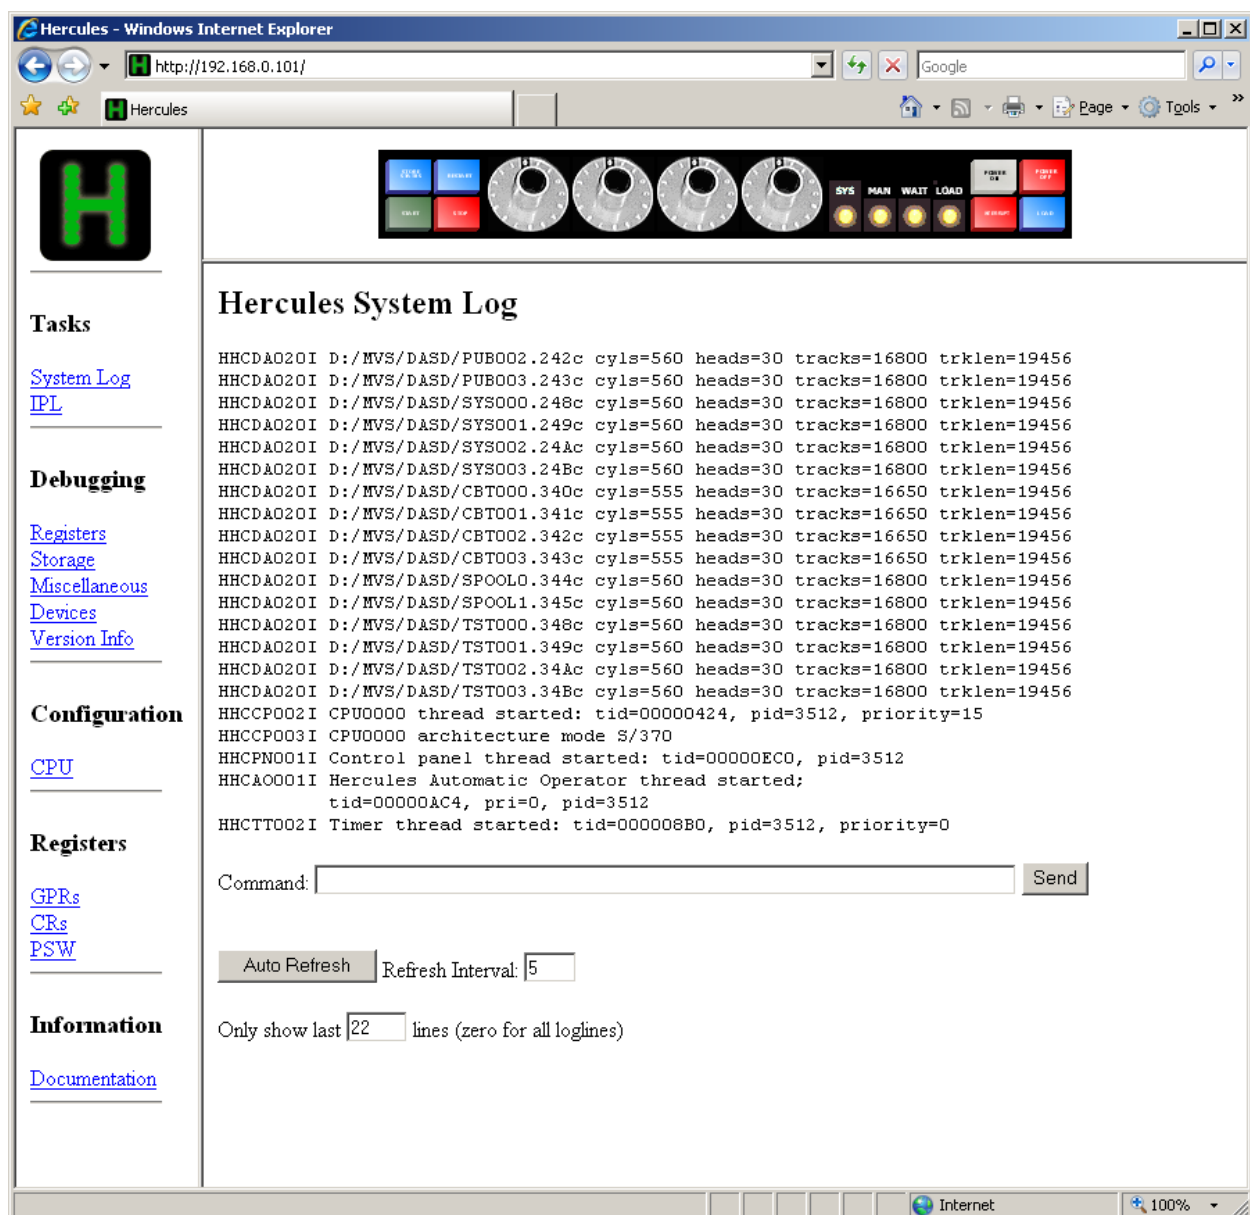 Hercules - Windows Internet Explorer
http://192.168.0.101/
Google
Hercules
Page
Tools
»
H
SYS MAN WAIT LOAD
POWER ON
POWER OFF
START
STOP
INTERRUPT
LOAD
Tasks
System Log
IPL
Debugging
Registers
Storage
Miscellaneous
Devices
Version Info
Configuration
CPU
Registers
GPRs
CRs
PSW
Information
Documentation
Hercules System Log
HHCDA020I D:/MVS/DASD/PUB002.242c cyls=560 heads=30 tracks=16800 trklen=19456
HHCDA020I D:/MVS/DASD/PUB003.243c cyls=560 heads=30 tracks=16800 trklen=19456
HHCDA020I D:/MVS/DASD/SYS000.248c cyls=560 heads=30 tracks=16800 trklen=19456
HHCDA020I D:/MVS/DASD/SYS001.249c cyls=560 heads=30 tracks=16800 trklen=19456
HHCDA020I D:/MVS/DASD/SYS002.24Ac cyls=560 heads=30 tracks=16800 trklen=19456
HHCDA020I D:/MVS/DASD/SYS003.24Bc cyls=560 heads=30 tracks=16800 trklen=19456
HHCDA020I D:/MVS/DASD/CBT000.340c cyls=555 heads=30 tracks=16650 trklen=19456
HHCDA020I D:/MVS/DASD/CBT001.341c cyls=555 heads=30 tracks=16650 trklen=19456
HHCDA020I D:/MVS/DASD/CBT002.342c cyls=555 heads=30 tracks=16650 trklen=19456
HHCDA020I D:/MVS/DASD/CBT003.343c cyls=555 heads=30 tracks=16650 trklen=19456
HHCDA020I D:/MVS/DASD/SPOOL0.344c cyls=560 heads=30 tracks=16800 trklen=19456
HHCDA020I D:/MVS/DASD/SPOOL1.345c cyls=560 heads=30 tracks=16800 trklen=19456
HHCDA020I D:/MVS/DASD/TST000.348c cyls=560 heads=30 tracks=16800 trklen=19456
HHCDA020I D:/MVS/DASD/TST001.349c cyls=560 heads=30 tracks=16800 trklen=19456
HHCDA020I D:/MVS/DASD/TST002.34Ac cyls=560 heads=30 tracks=16800 trklen=19456
HHCDA020I D:/MVS/DASD/TST003.34Bc cyls=560 heads=30 tracks=16800 trklen=19456
HHCCP002I CPU0000 thread started: tid=00000424, pid=3512, priority=15
HHCCP003I CPU0000 architecture mode S/370
HHCPN001I Control panel thread started: tid=00000EC0, pid=3512
HHCAO001I Hercules Automatic Operator thread started;
tid=00000AC4, pri=0, pid=3512
HHCTT002I Timer thread started: tid=000008B0, pid=3512, priority=0
Command:
Send
Auto Refresh Refresh Interval: 5
Only show last 22 lines (zero for all loglines)
Internet
100%